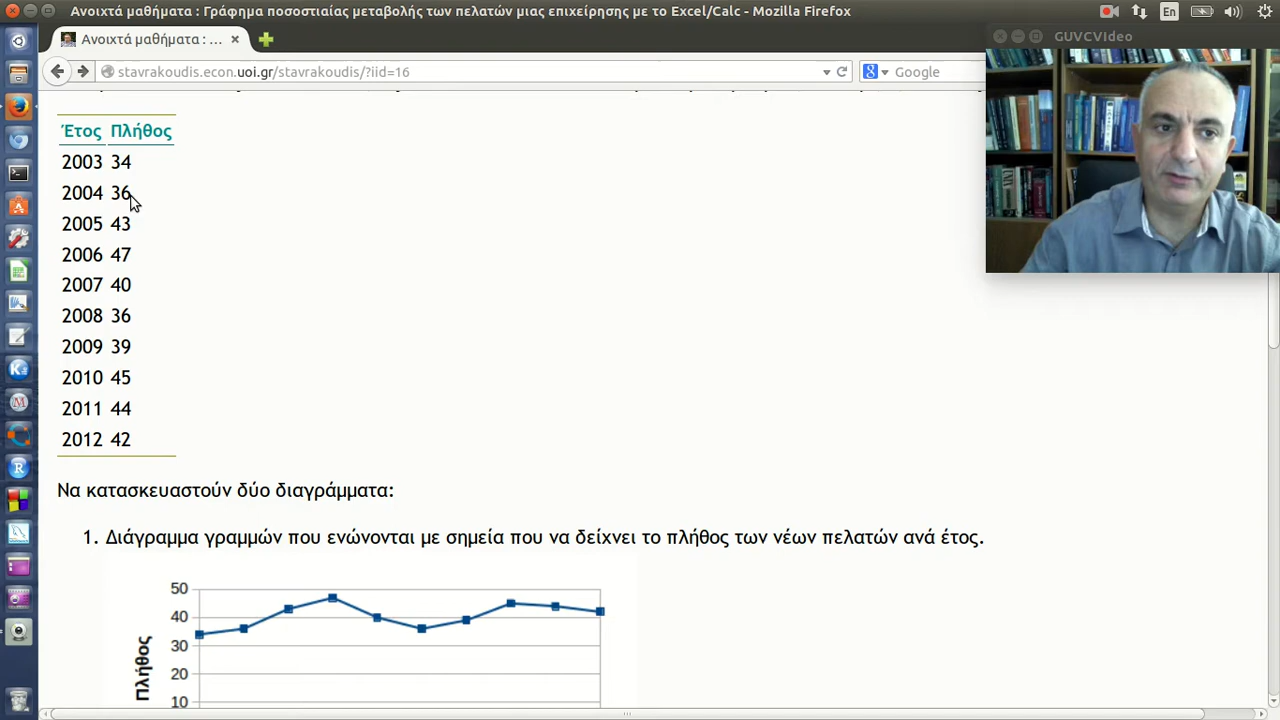 Ανοιχτά μαθήματα : Γράφημα ποσοστιαίας μεταβολής των πελατών μιας επιχείρησης με το Excel/Calc - Mozilla Firefox
En
Ανοιχτά μαθήματα : ...
GUVCVIdeo
stavrakoudis.econ.uoi.gr/stavrakoudis/?iid=16
Google
Έτος Πλήθος
2003 34
2004 36
2005 43
2006 47
2007 40
2008 36
2009 39
2010 45
2011 44
2012 42
Να κατασκευαστούν δύο διαγράμματα:
1. Διάγραμμα γραμμών που ενώνονται με σημεία που να δείχνει το πλήθος των νέων πελατών ανά έτος.
50
40
30
20
10
Πλήθος